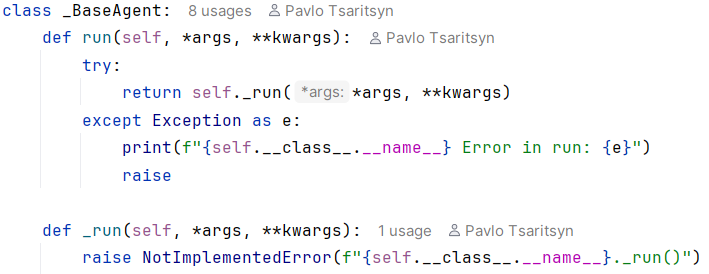 class _BaseAgent: 8 usages Pavlo Tsaritsyn
    def run(self, *args, **kwargs): Pavlo Tsaritsyn
        try:
            return self._run( *args: *args, **kwargs)
        except Exception as e:
            print(f"{self.__class__.__name__} Error in run: {e}")
            raise
    def _run(self, *args, **kwargs): 1 usage Pavlo Tsaritsyn
        raise NotImplementedError(f"{self.__class__.__name__}._run()")